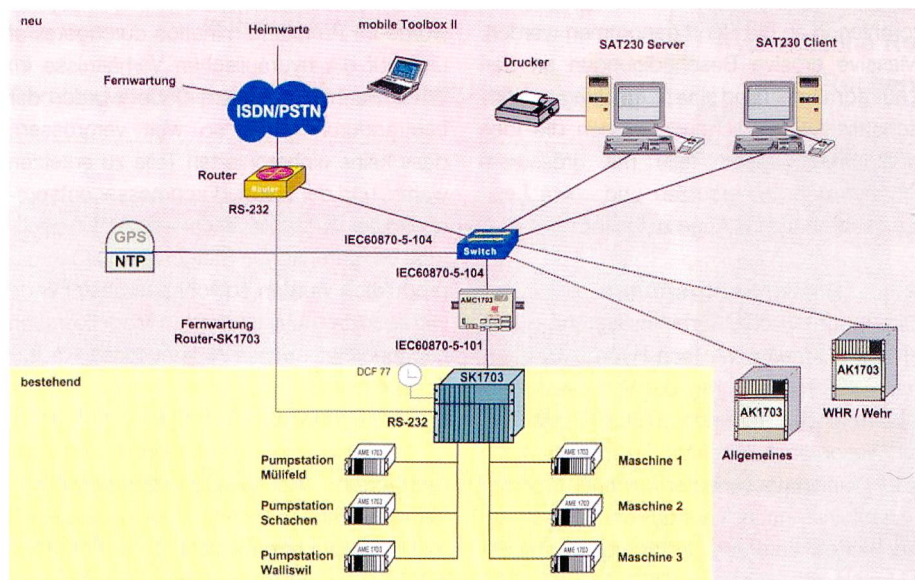 neu
Heimwarte
mobile Toolbox II
SAT230 Server
SAT230 Client
Drucker
Fernwartung
ISDN/PSTN
Router
Router
RS-232
GPS
NTP
IEC60870-5-104
Switch
IEC60870-5-104
AMC1703
Fernwartung
Router-SK1703
IEC60870-5-101
bestehend
DCF 77
SK1703
RS-232
AK1703
AK1703
WHR / Wehr
AK1703
AK1703
Allgemeines
Pumpstation
Mülifeld
AME 1703
AME 1703
Maschine 1
Pumpstation
Schachen
AME 1703
AME 1703
Maschine 2
Pumpstation
Walliswil
AME 1703
AME 1703
Maschine 3